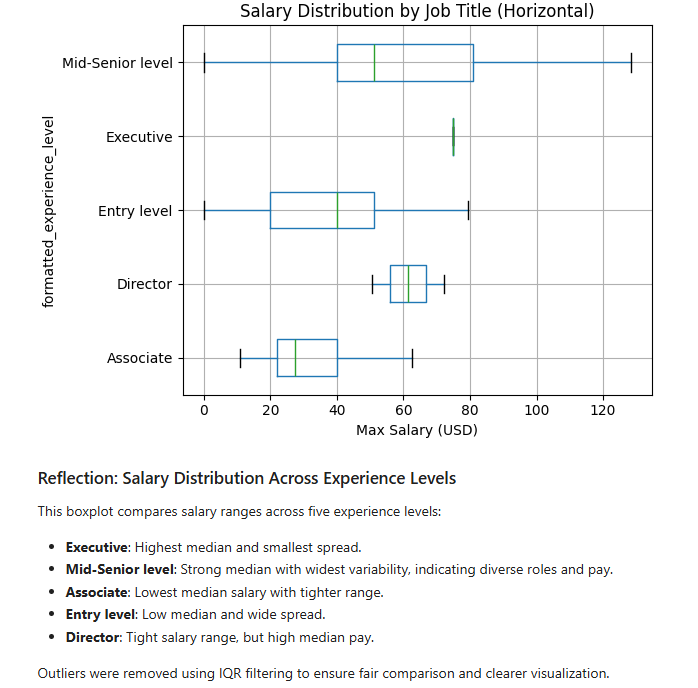 Salary Distribution by Job Title (Horizontal)
Mid-Senior level
Executive
Entry level
Director
Associate
formatted_experience_level
0 20 40 60 80 100 120
Max Salary (USD)
Reflection: Salary Distribution Across Experience Levels
This boxplot compares salary ranges across five experience levels:
• Executive: Highest median and smallest spread.
• Mid-Senior level: Strong median with widest variability, indicating diverse roles and pay.
• Associate: Lowest median salary with tighter range.
• Entry level: Low median and wide spread.
• Director: Tight salary range, but high median pay.
Outliers were removed using IQR filtering to ensure fair comparison and clearer visualization.